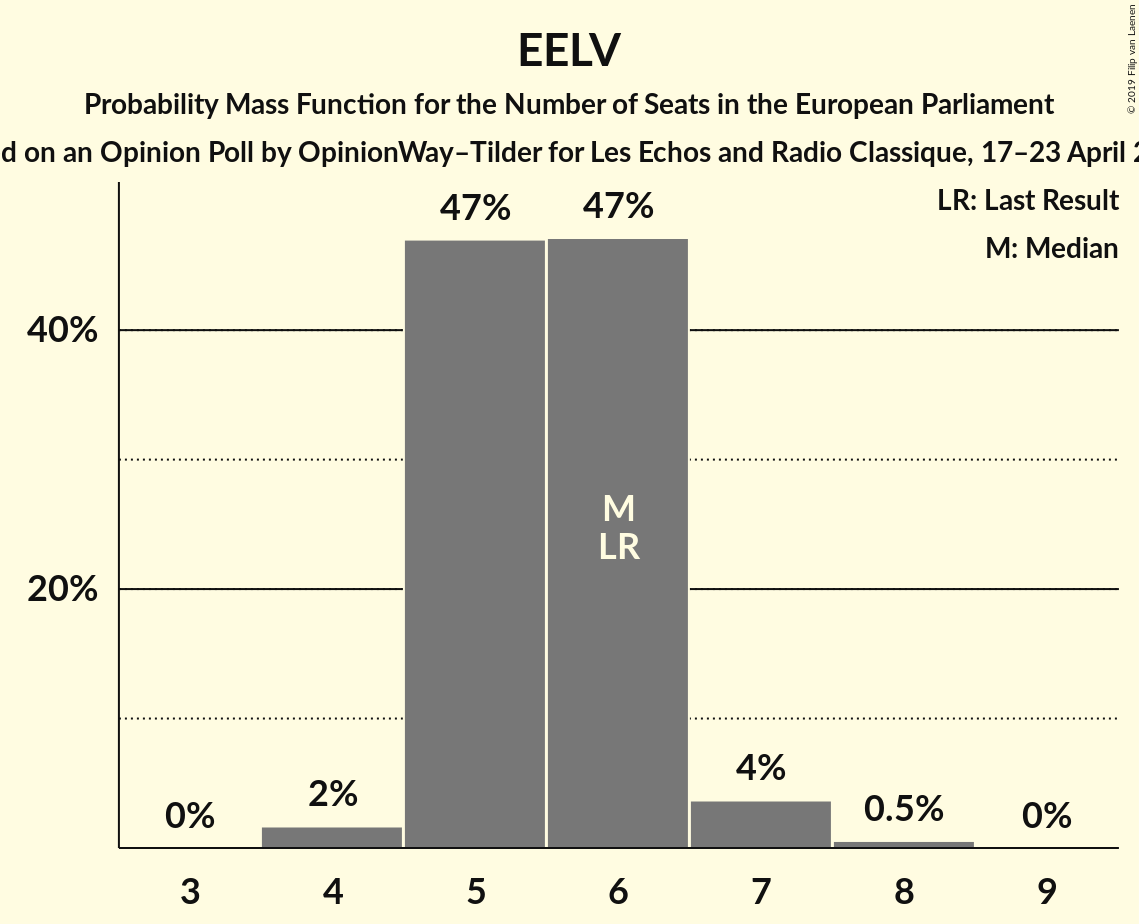 EELV
Probability Mass Function for the Number of Seats in the European Parliament
d on an Opinion Poll by OpinionWay–Tilder for Les Echos and Radio Classique, 17–23 April 2
© 2019 Filip van Laenen
LR: Last Result
M: Median
47%
47%
40%
20%
M
LR
0%
2%
4%
0.5%
0%
3 4 5 6 7 8 9